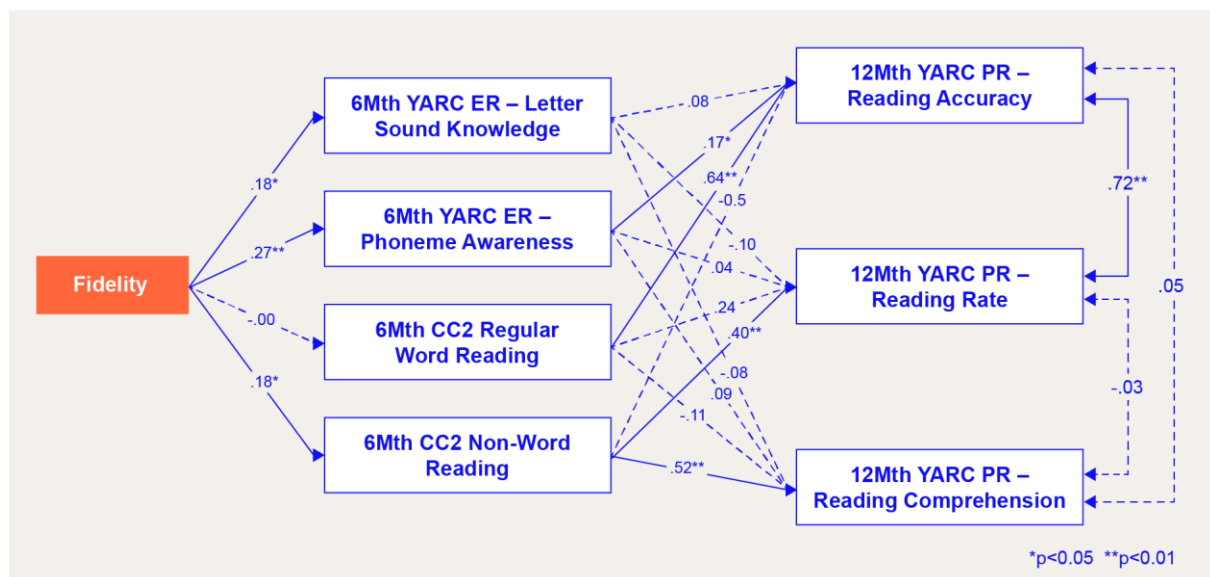 Fidelity
.18*
.27**
-.00
.18*
6Mth YARC ER – Letter
Sound Knowledge
6Mth YARC ER –
Phoneme Awareness
6Mth CC2 Regular
Word Reading
6Mth CC2 Non-Word
Reading
.08
.17*
.64**
-0.5
-.10
.04
.24
.40**
-.08
.09
-.11
.52**
12Mth YARC PR –
Reading Accuracy
12Mth YARC PR –
Reading Rate
12Mth YARC PR –
Reading Comprehension
.72**
.05
-.03
*p<0.05 **p<0.01